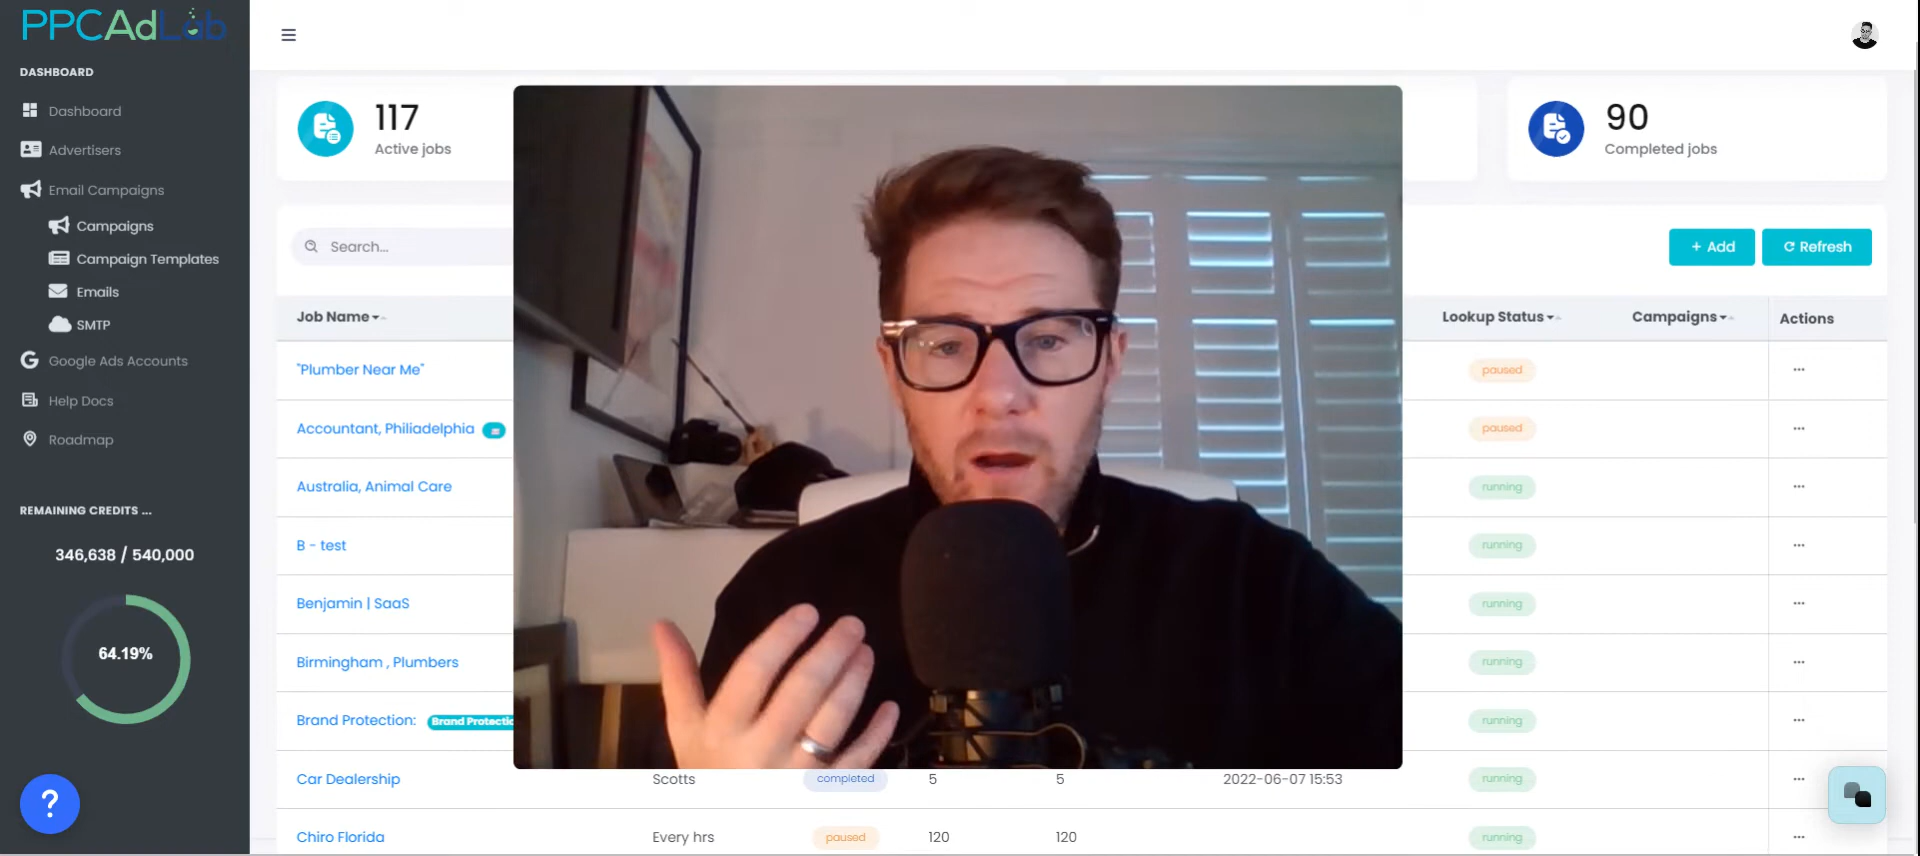 PPCAdLab
DASHBOARD
Dashboard
Advertisers
Email Campaigns
Campaigns
Campaign Templates
Emails
SMTP
Google Ads Accounts
Help Docs
Roadmap
REMAINING CREDITS ...
346,638 / 540,000
64.19%
?
117
Active jobs
90
Completed jobs
Search...
+ Add
Refresh
Job Name
Lookup Status
Campaigns
Actions
"Plumber Near Me"
paused
...
Accountant, Philiadelphia
paused
...
Australia, Animal Care
running
...
B - test
running
...
Benjamin | SaaS
running
...
Birmingham , Plumbers
running
...
Brand Protection:
running
...
Car Dealership
Scotts
completed
5
5
2022-06-07 15:53
running
...
Chiro Florida
Every hrs
paused
120
120
running
...